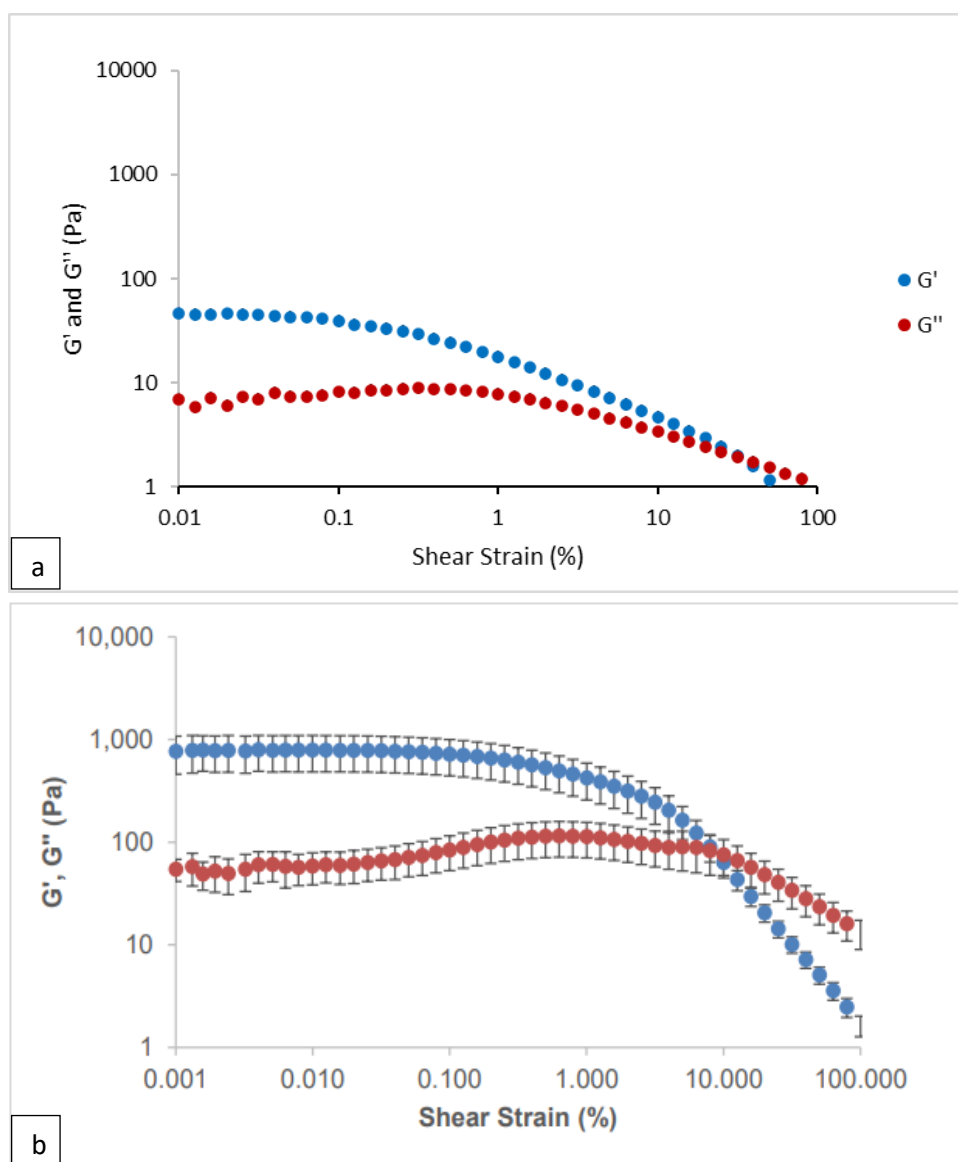 10000
1000
100
10
1
G' and G'' (Pa)
G'
G''
0.01 0.1 1 10 100
Shear Strain (%)
a
10,000
1,000
100
10
1
G', G" (Pa)
0.001 0.010 0.100 1.000 10.000 100.000
Shear Strain (%)
b